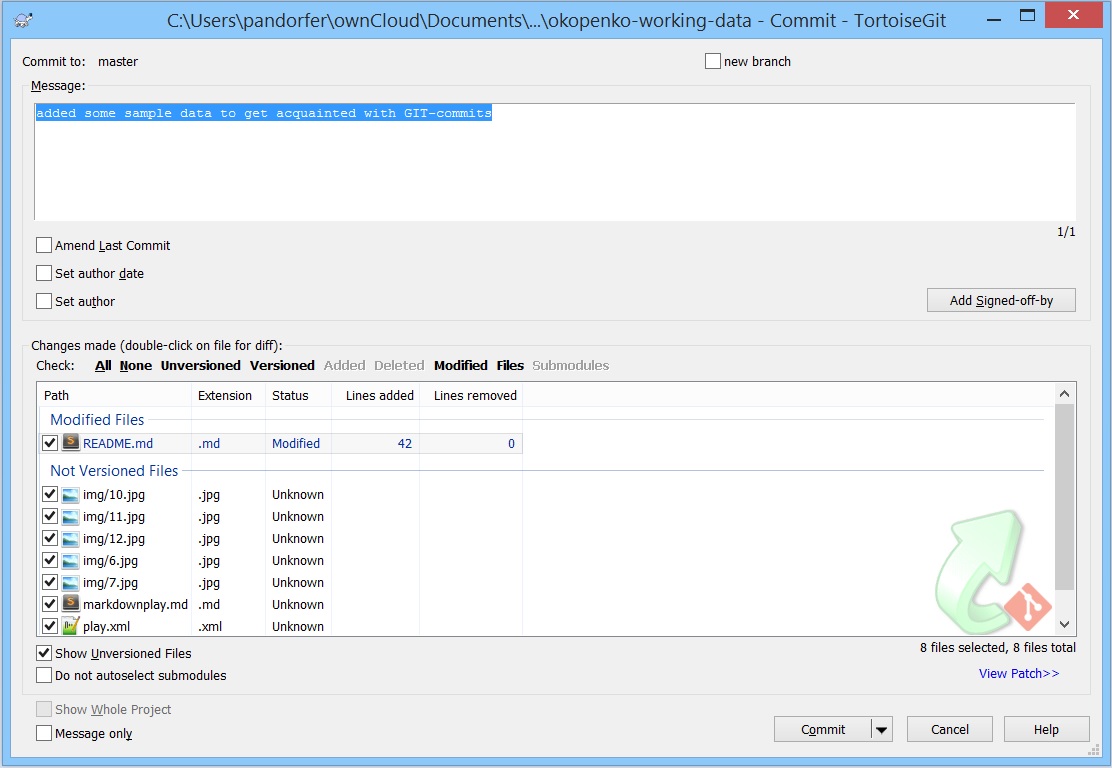 C:\Users\pandorfer\ownCloud\Documents\...\okopenko-working-data - Commit - TortoiseGit
Commit to: master new branch
Message:
added some sample data to get acquainted with GIT-commits
1/1
Amend Last Commit
Set author date
Set author
Add Signed-off-by
Changes made (double-click on file for diff):
Check: All None Unversioned Versioned Added Deleted Modified Files Submodules
Path Extension Status Lines added Lines removed
Modified Files
README.md .md Modified 42 0
Not Versioned Files
img/10.jpg .jpg Unknown
img/11.jpg .jpg Unknown
img/12.jpg .jpg Unknown
img/6.jpg .jpg Unknown
img/7.jpg .jpg Unknown
markdownplay.md .md Unknown
play.xml .xml Unknown
Show Unversioned Files
8 files selected, 8 files total
Do not autoselect submodules
View Patch>>
Show Whole Project
Message only
Commit Cancel Help